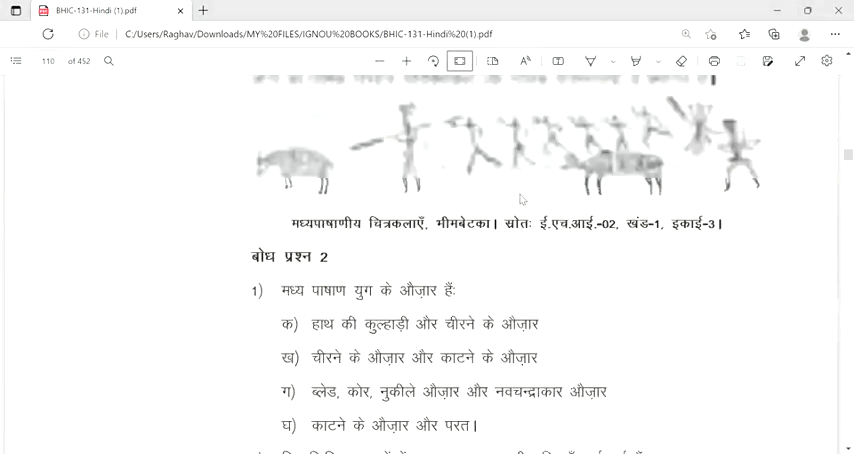 BHIC-131-Hindi (1).pdf
File C:/Users/Raghav/Downloads/MY%20FILES/IGNOU%20BOOKS/BHIC-131-Hindi%20(1).pdf
110 of 452
मध्यपाषाणीय चित्रकलाएँ, भीमबेटका। स्रोतः ई.एच.आई.-02, खंड-1, इकाई-3।
बोध प्रश्न 2
1) मध्य पाषाण युग के औज़ार हैंः
क) हाथ की कुल्हाड़ी और चीरने के औज़ार
ख) चीरने के औज़ार और काटने के औज़ार
ग) ब्लेड, कोर, नुकीले औज़ार और नवचन्द्राकार औज़ार
घ) काटने के औज़ार और परत।